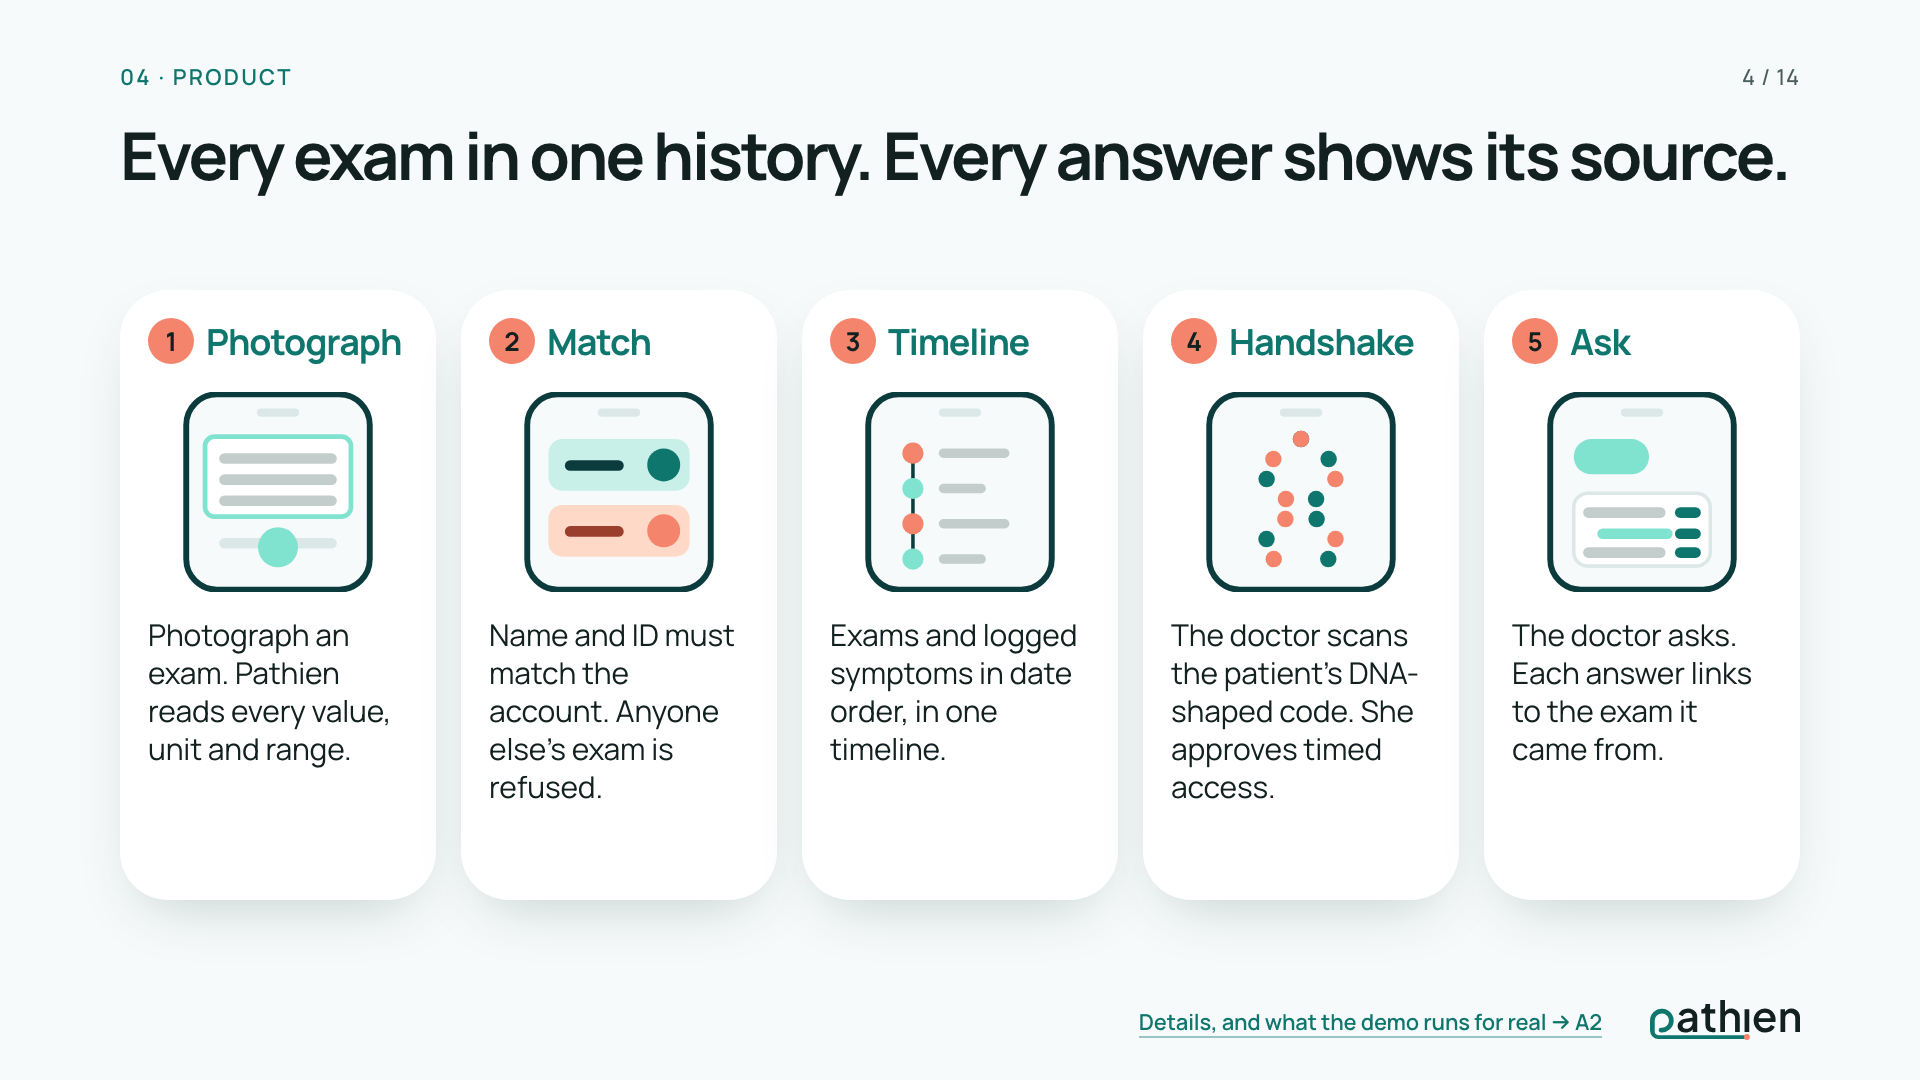 04 · PRODUCT
4 / 14
Every exam in one history. Every answer shows its source.
1 Photograph
Photograph an
exam. Pathien
reads every value,
unit and range.
2 Match
Name and ID must
match the
account. Anyone
else’s exam is
refused.
3 Timeline
Exams and logged
symptoms in date
order, in one
timeline.
4 Handshake
The doctor scans
the patient’s DNA-
shaped code. She
approves timed
access.
5 Ask
The doctor asks.
Each answer links
to the exam it
came from.
Details, and what the demo runs for real → A2
pathien